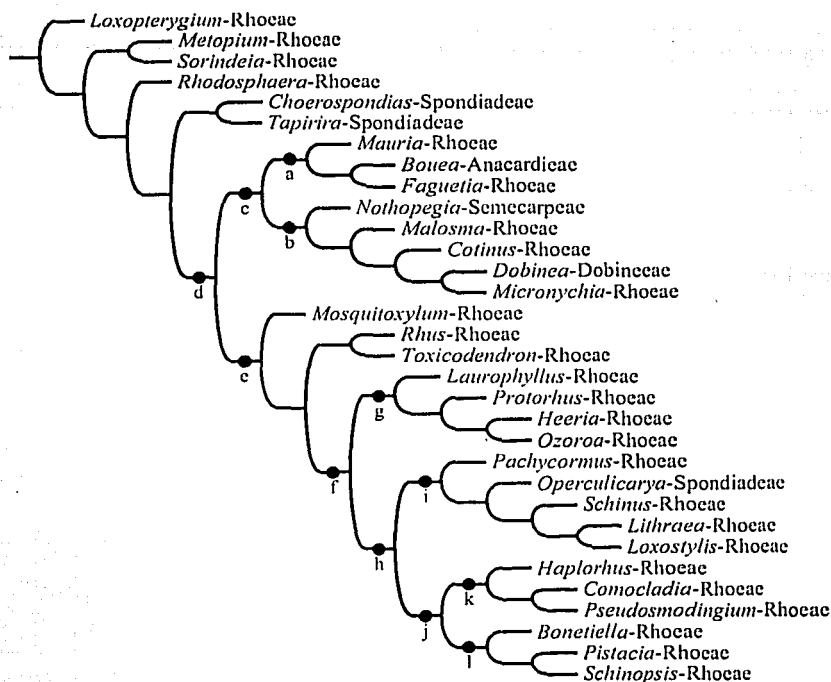 Loxopterygium-Rhoeae
Metopium-Rhoeae
Sorindeia-Rhoeae
Rhodosphaera-Rhoeae
Choerospondias-Spondiadeae
Tapirira-Spondiadeae
Mauria-Rhoeae
Bouea-Anacardieae
a
Faguetia-Rhoeae
c
Nothopegia-Semecarpeae
Malosma-Rhoeae
b
Cotinus-Rhoeae
Dobinea-Dobineeae
Micronychia-Rhoeae
d
Mosquitoxylum-Rhoeae
Rhus-Rhoeae
Toxicodendron-Rhoeae
e
Laurophyllus-Rhoeae
Protorhus-Rhoeae
g
Heeria-Rhoeae
Ozoroa-Rhoeae
Pachycormus-Rhoeae
f
Operculicarya-Spondiadeae
i
Schinus-Rhoeae
Lithraea-Rhoeae
Loxostylis-Rhoeae
h
Haplorhus-Rhoeae
Comocladia-Rhoeae
k
Pseudosmodingium-Rhoeae
j
Bonetiella-Rhoeae
Pistacia-Rhoeae
l
Schinopsis-Rhoeae